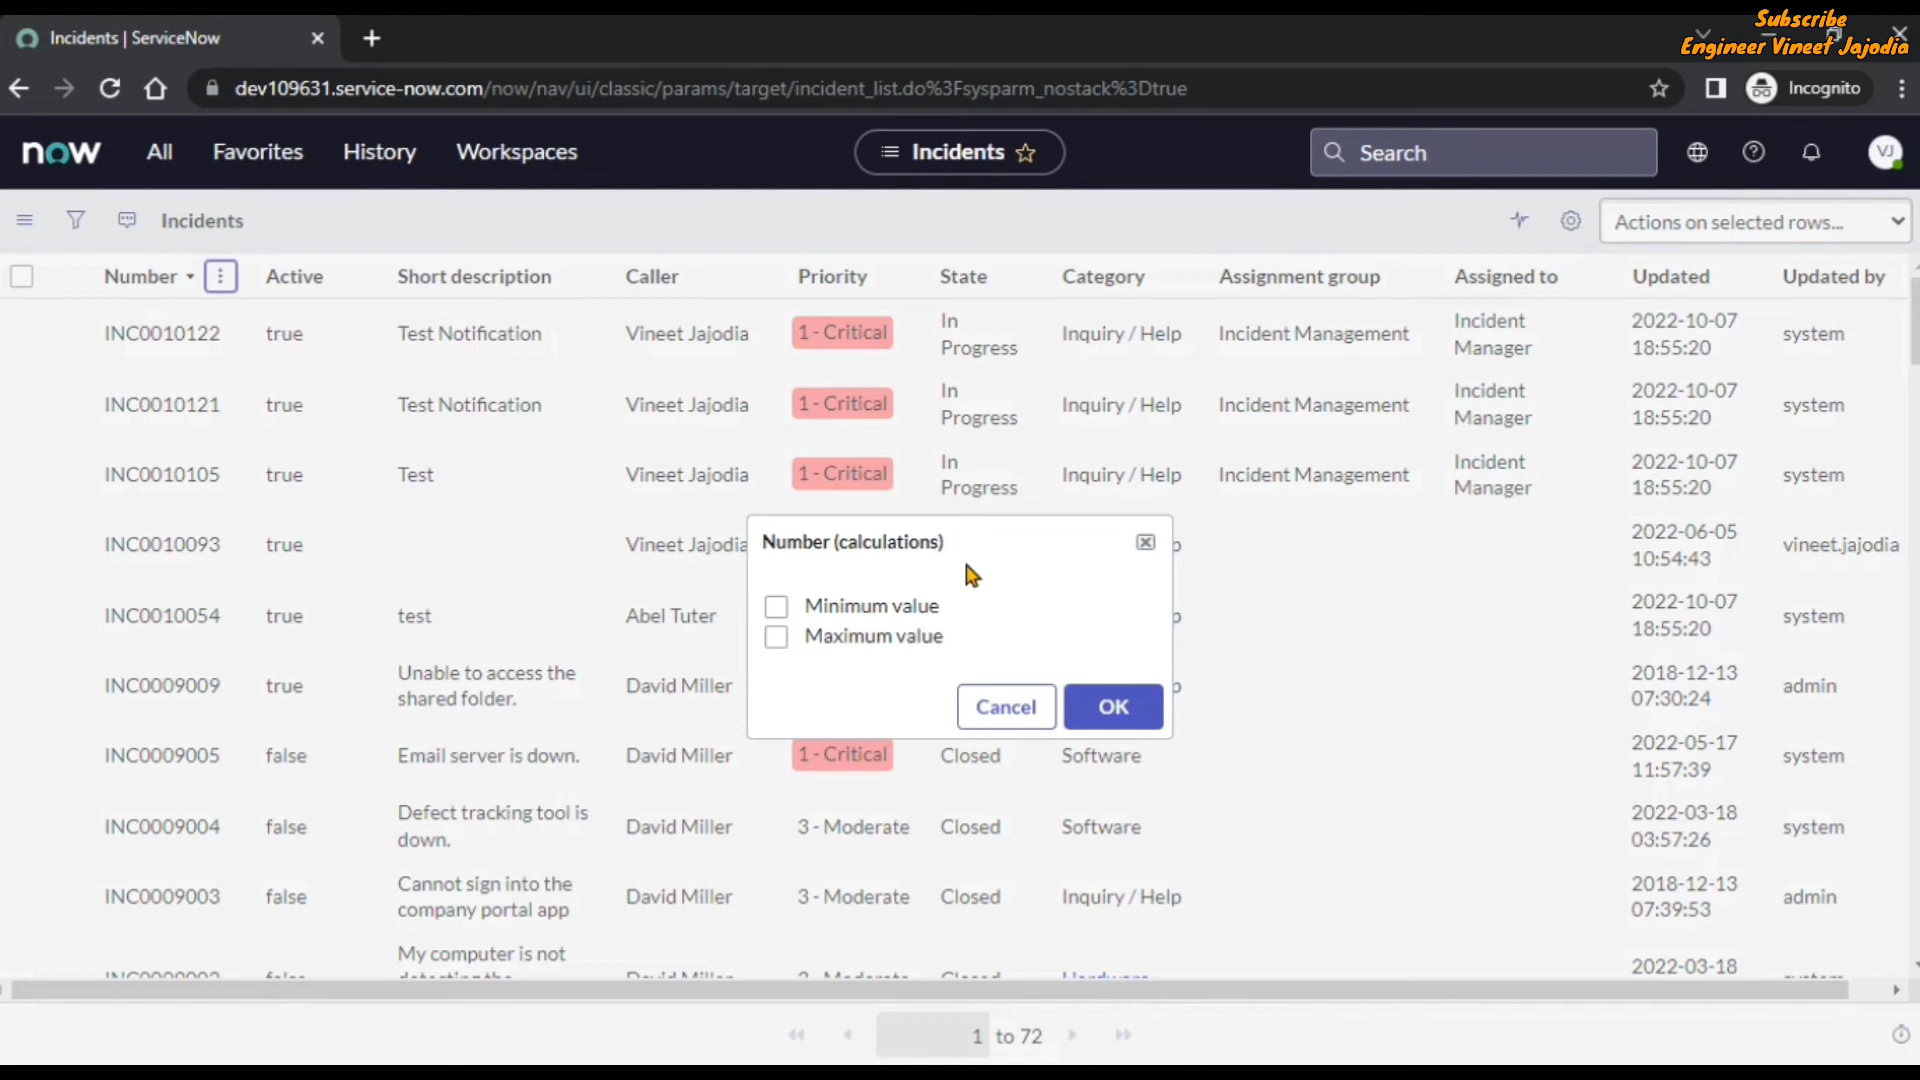 Subscribe
Engineer Vineet Jajodia
Incidents | ServiceNow
dev109631.service-now.com/now/nav/ui/classic/params/target/incident_list.do%3Fsysparm_nostack%3Dtrue
Incognito
now All Favorites History Workspaces Incidents Search VJ
Incidents Actions on selected rows...
Number Active Short description Caller Priority State Category Assignment group Assigned to Updated Updated by
INC0010122 true Test Notification Vineet Jajodia 1 - Critical In Progress Inquiry / Help Incident Management Incident Manager 2022-10-07 18:55:20 system
INC0010121 true Test Notification Vineet Jajodia 1 - Critical In Progress Inquiry / Help Incident Management Incident Manager 2022-10-07 18:55:20 system
INC0010105 true Test Vineet Jajodia 1 - Critical In Progress Inquiry / Help Incident Management Incident Manager 2022-10-07 18:55:20 system
INC0010093 true Vineet Jajodia 2022-06-05 10:54:43 vineet.jajodia
INC0010054 true test Abel Tuter 2022-10-07 18:55:20 system
INC0009009 true Unable to access the shared folder. David Miller 2018-12-13 07:30:24 admin
Number (calculations)
Minimum value
Maximum value
Cancel OK
INC0009005 false Email server is down. David Miller 1 - Critical Closed Software 2022-05-17 11:57:39 system
INC0009004 false Defect tracking tool is down. David Miller 3 - Moderate Closed Software 2022-03-18 03:57:26 system
INC0009003 false Cannot sign into the company portal app David Miller 3 - Moderate Closed Inquiry / Help 2018-12-13 07:39:53 admin
My computer is not 2022-03-18
1 to 72